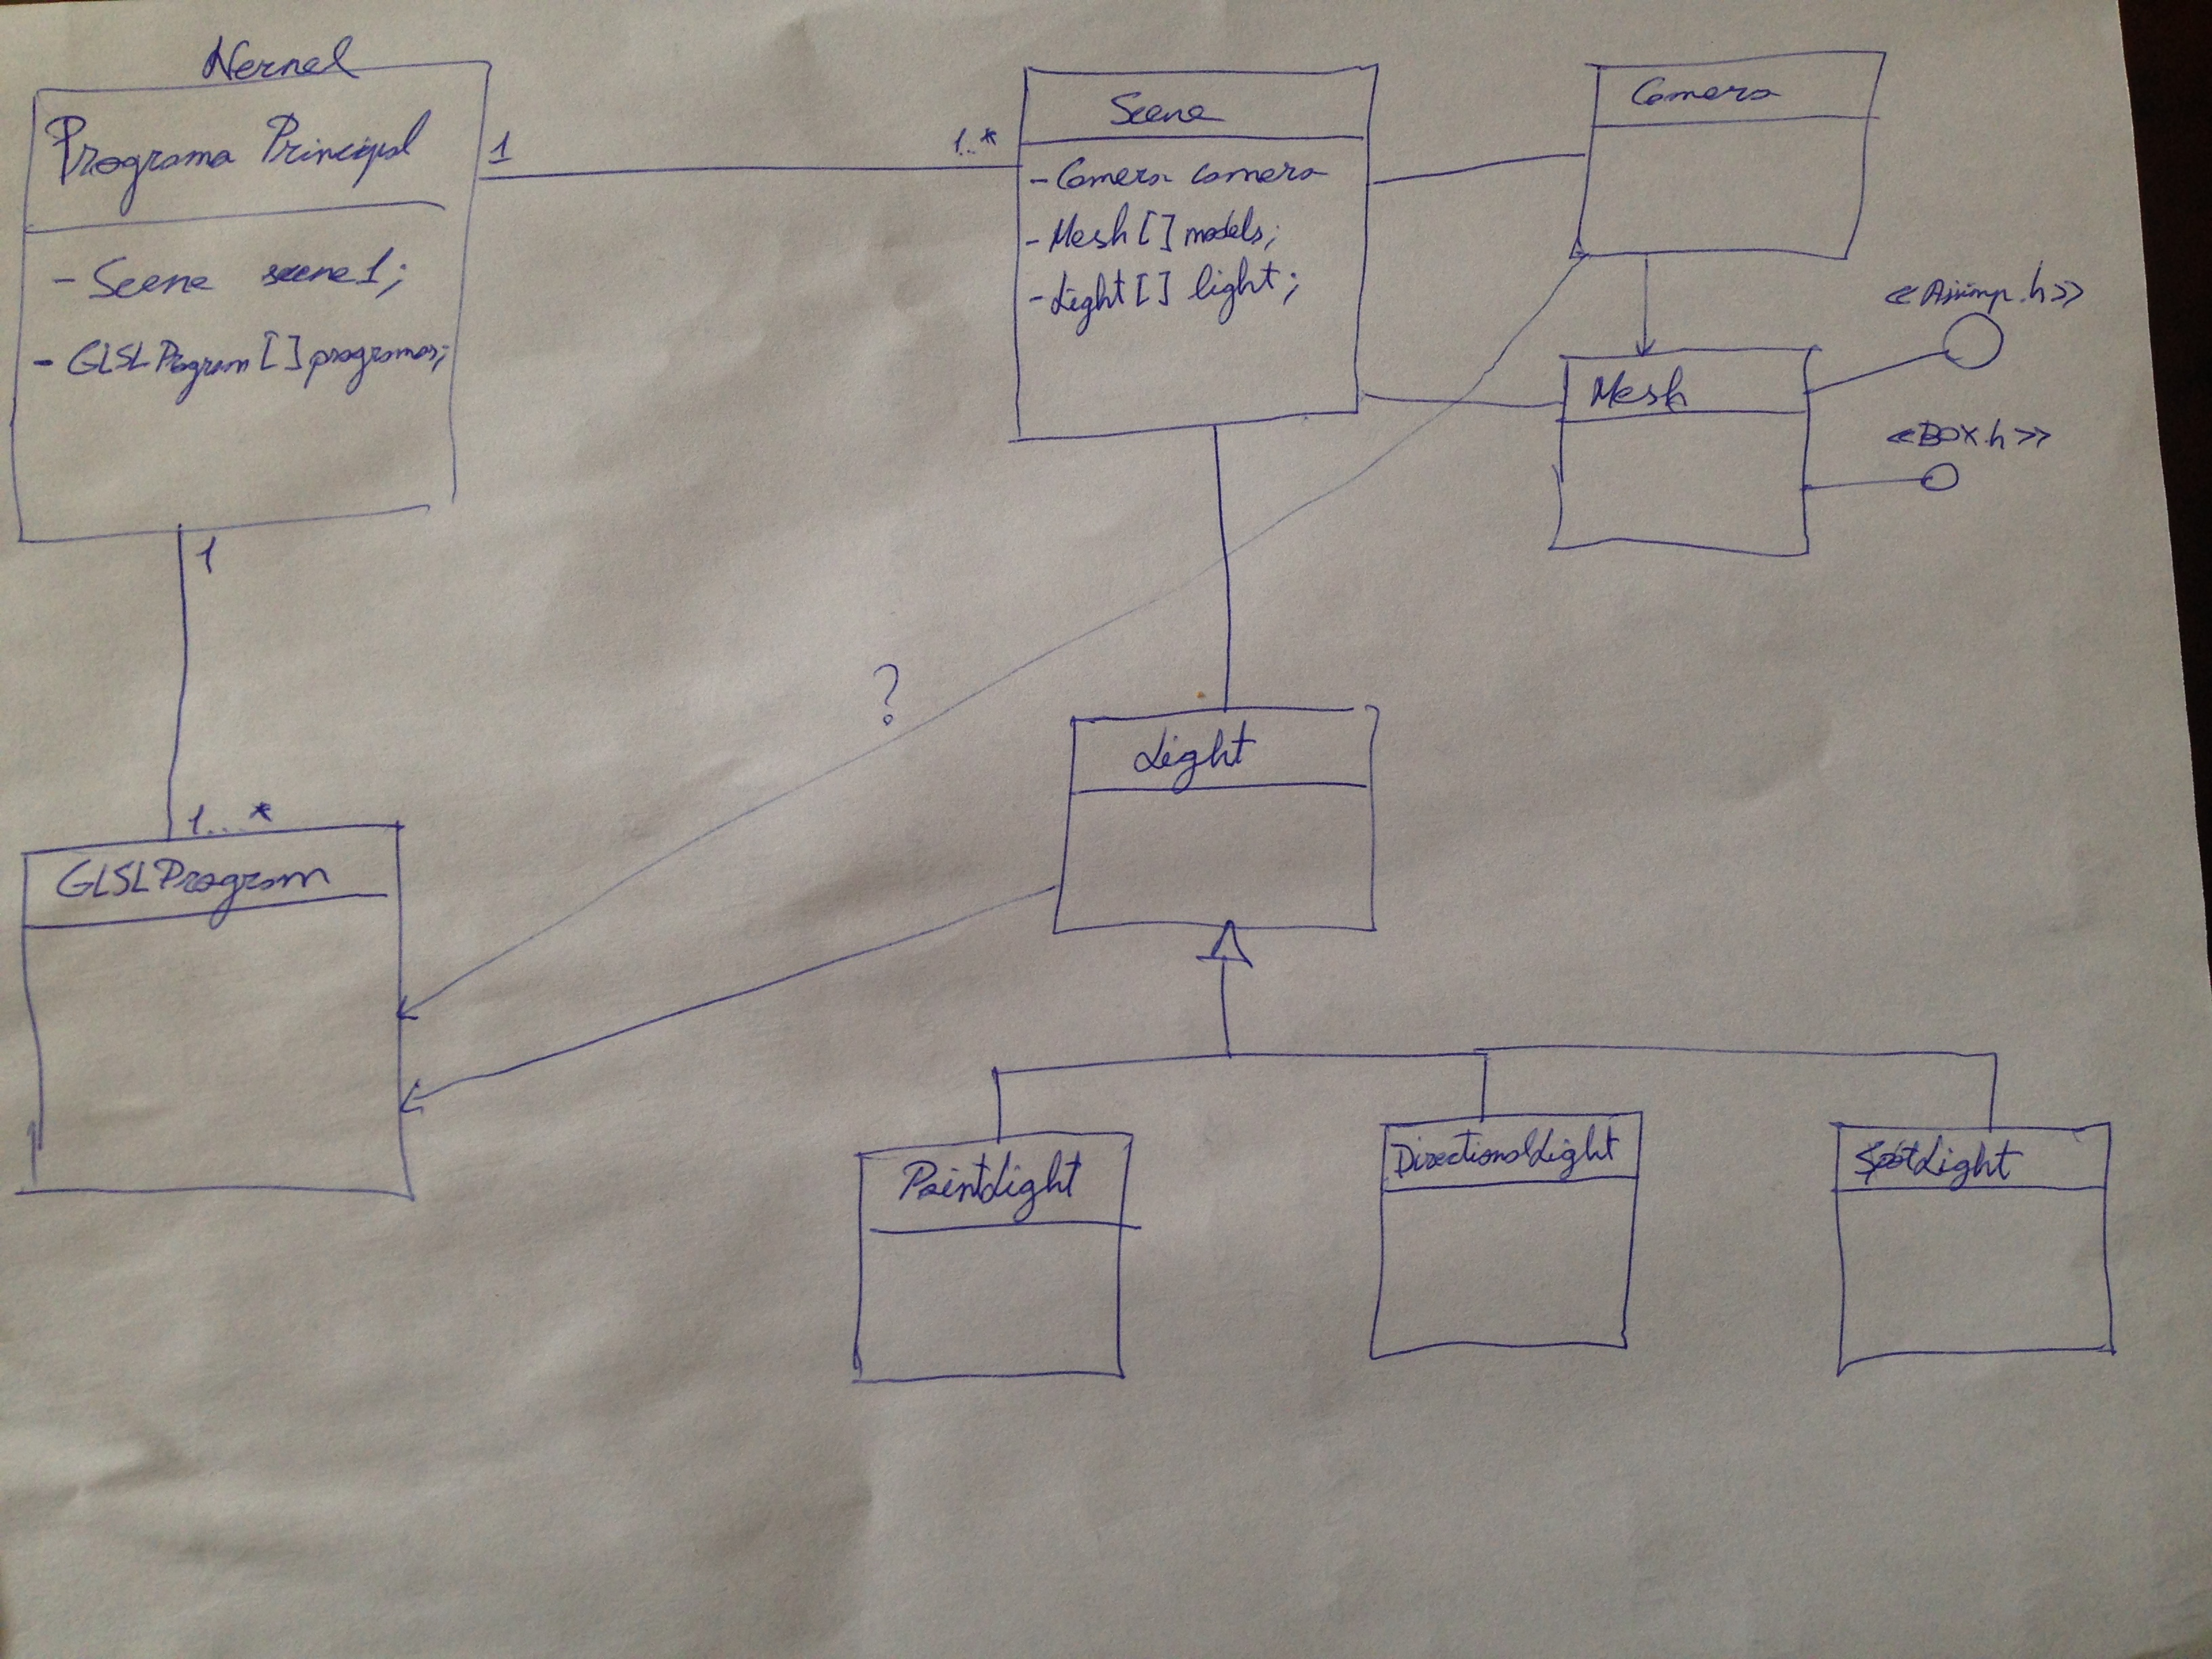 Kernel
Programa Principal
- Scene scene1;
- GLSLProgram [ ] programas;
1
1..*
Scene
- Camera camera
- Mesh [ ] models;
- Light [ ] light;
Camera
<<Assimp.h>>
Mesh
<<BOX.h>>
1
?
Light
1...*
GLSLProgram
PointLight
DirectionalLight
SpotLight